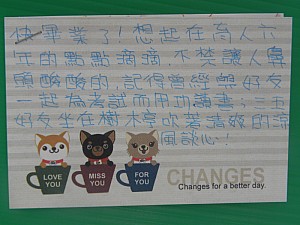 快畢業了!想起在育人六
年的點點滴滴,不禁讓人鼻
頭酸酸的,記得曾經與好友
一起為考試而用功讀書;三五
好友坐在樹木旁吹著清爽的涼
風談心!
LOVE YOU
MISS YOU
FOR YOU
CHANGES
Changes for a better day.